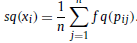 sq(x_i) = \frac{1}{n} \sum_{j=1}^{n} fq(p_{ij}).